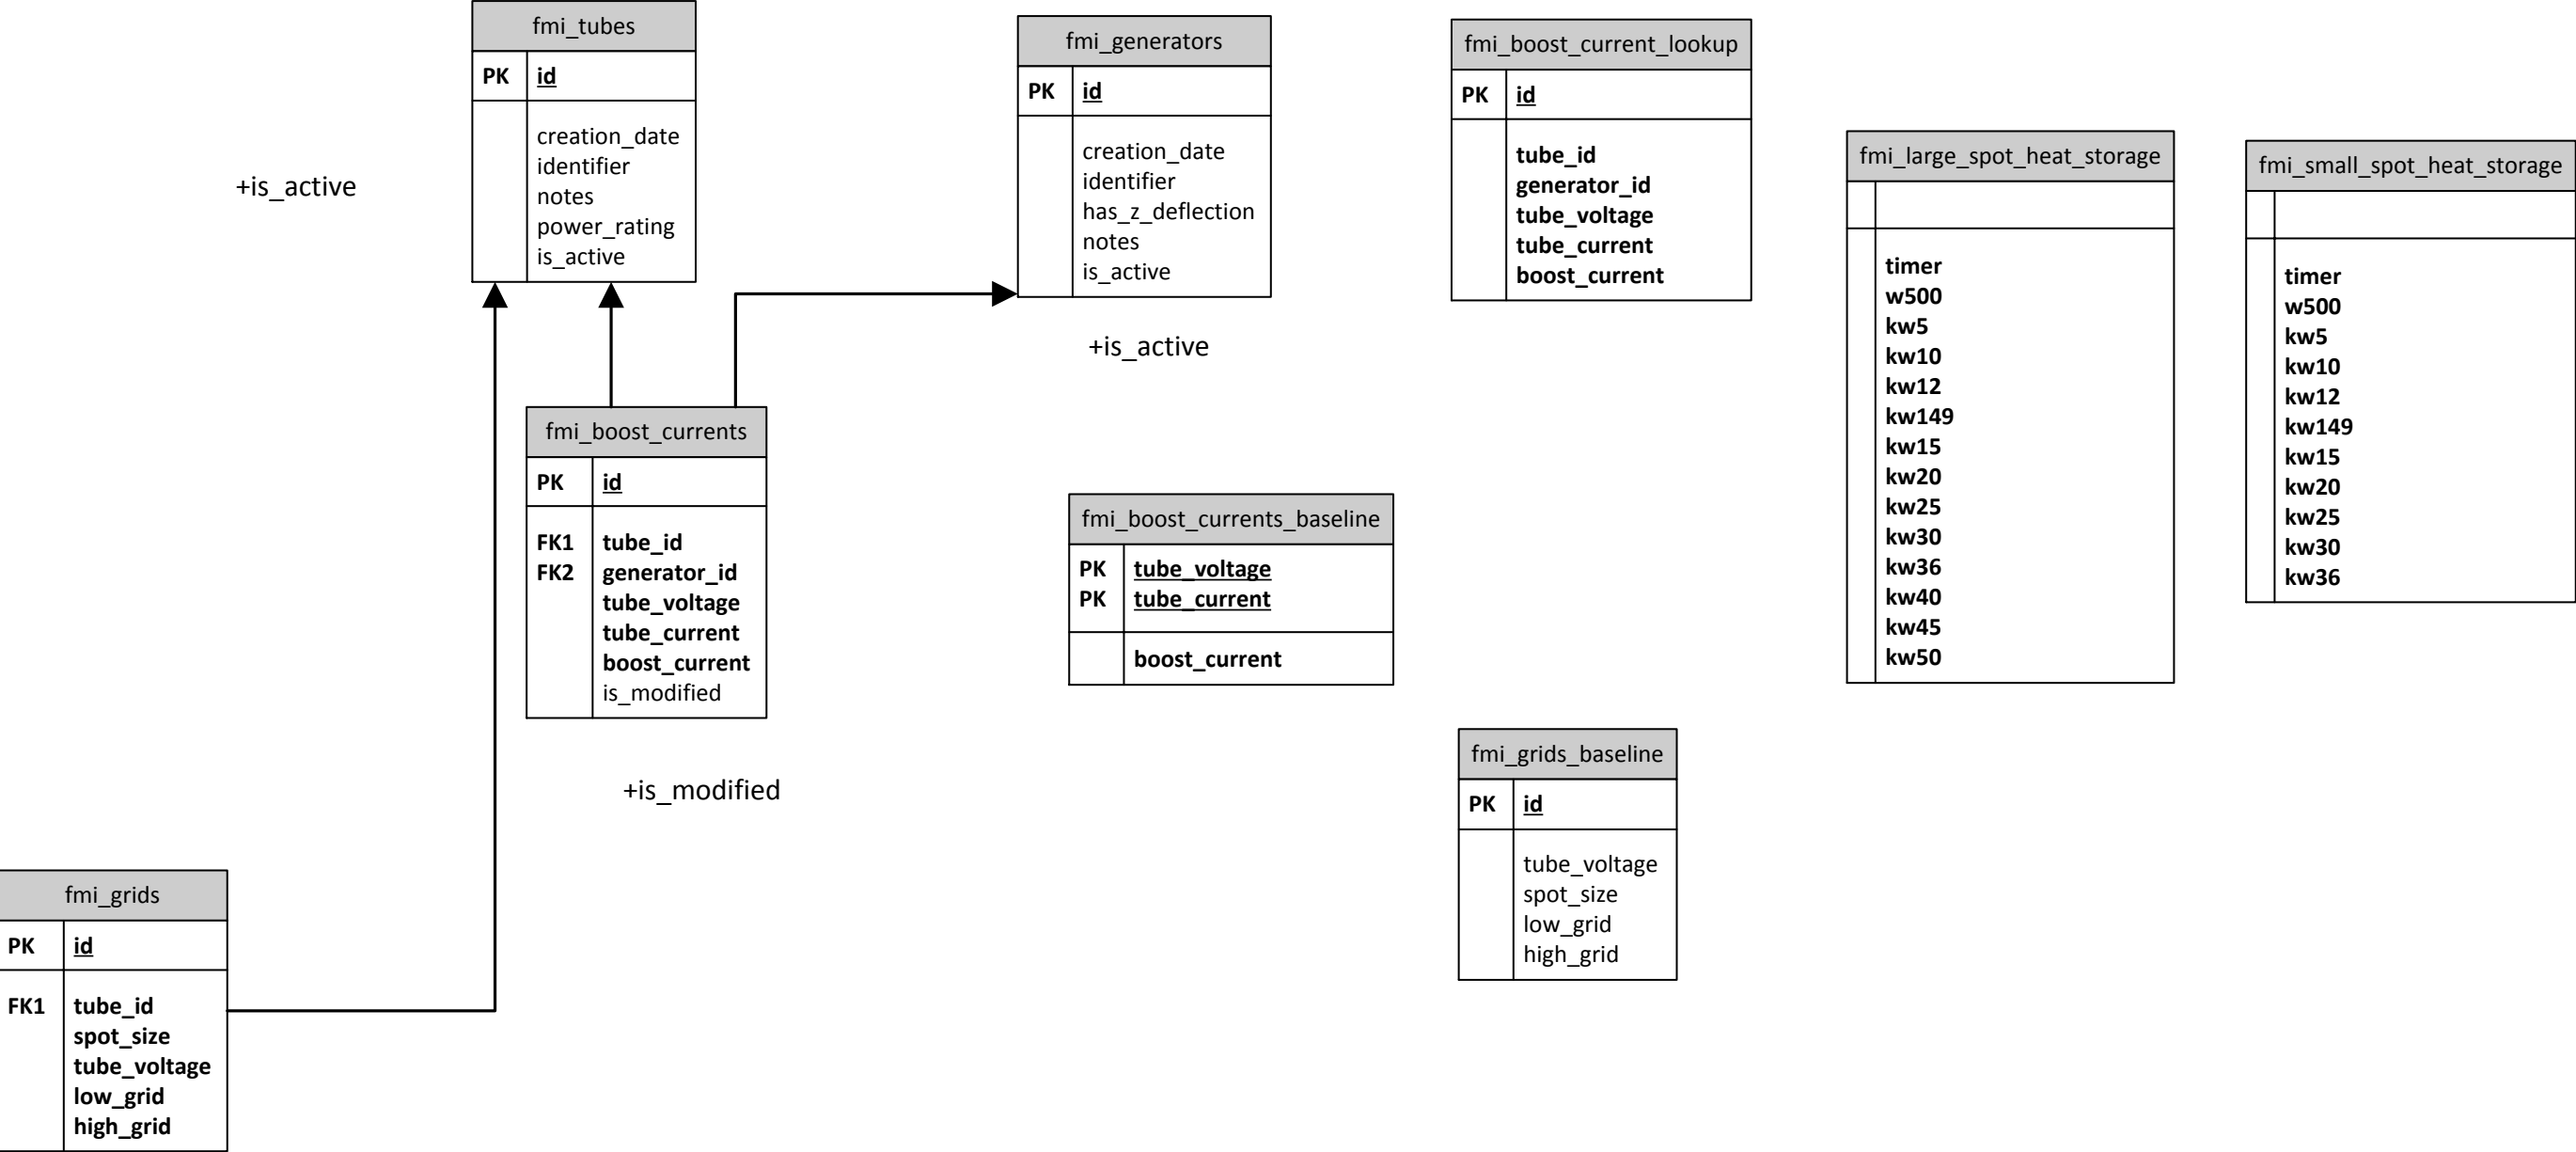 fmi_tubes
PK id
creation_date
identifier
notes
power_rating
is_active
+is_active
fmi_generators
PK id
creation_date
identifier
has_z_deflection
notes
is_active
+is_active
fmi_boost_current_lookup
PK id
tube_id
generator_id
tube_voltage
tube_current
boost_current
fmi_large_spot_heat_storage
timer
w500
kw5
kw10
kw12
kw149
kw15
kw20
kw25
kw30
kw36
kw40
kw45
kw50
fmi_small_spot_heat_storage
timer
w500
kw5
kw10
kw12
kw149
kw15
kw20
kw25
kw30
kw36
fmi_boost_currents
PK id
FK1 tube_id
FK2 generator_id
tube_voltage
tube_current
boost_current
is_modified
+is_modified
fmi_boost_currents_baseline
PK tube_voltage
PK tube_current
boost_current
fmi_grids_baseline
PK id
tube_voltage
spot_size
low_grid
high_grid
fmi_grids
PK id
FK1 tube_id
spot_size
tube_voltage
low_grid
high_grid